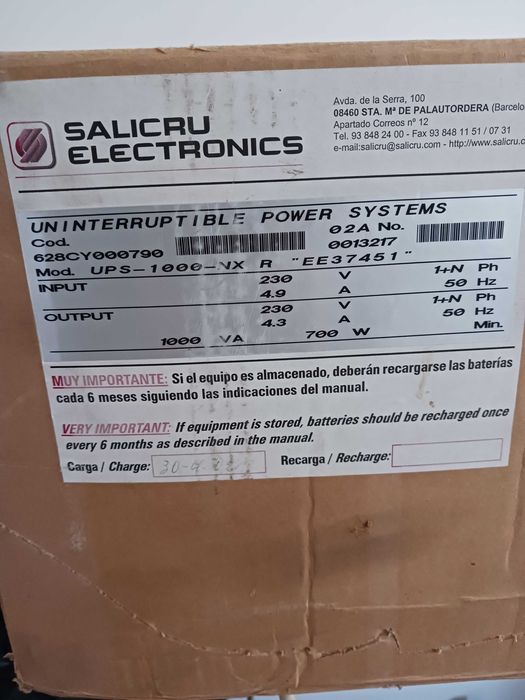 SALICRU
ELECTRONICS
Avda. de la Serra, 100
08460 STA. Mª DE PALAUTORDERA (Barcelo
Apartado Correos nº 12
Tel. 93 848 24 00 - Fax 93 848 11 51 / 07 31
e-mail:salicru@salicru.com - http://www.salicru.c
UNINTERRUPTIBLE POWER SYSTEMS
Cod. 02A No.
628CY000790 0013217
Mod. UPS-1000-NX R "EE37451"
INPUT 230 V 1+N Ph
4.9 A 50 Hz
OUTPUT 230 V 1+N Ph
4.3 A 50 Hz
1000 VA 700 W Min.
MUY IMPORTANTE: Si el equipo es almacenado, deberán recargarse las baterías
cada 6 meses siguiendo las indicaciones del manual.
VERY IMPORTANT: If equipment is stored, batteries should be recharged once
every 6 months as described in the manual.
Carga / Charge: Recarga / Recharge: